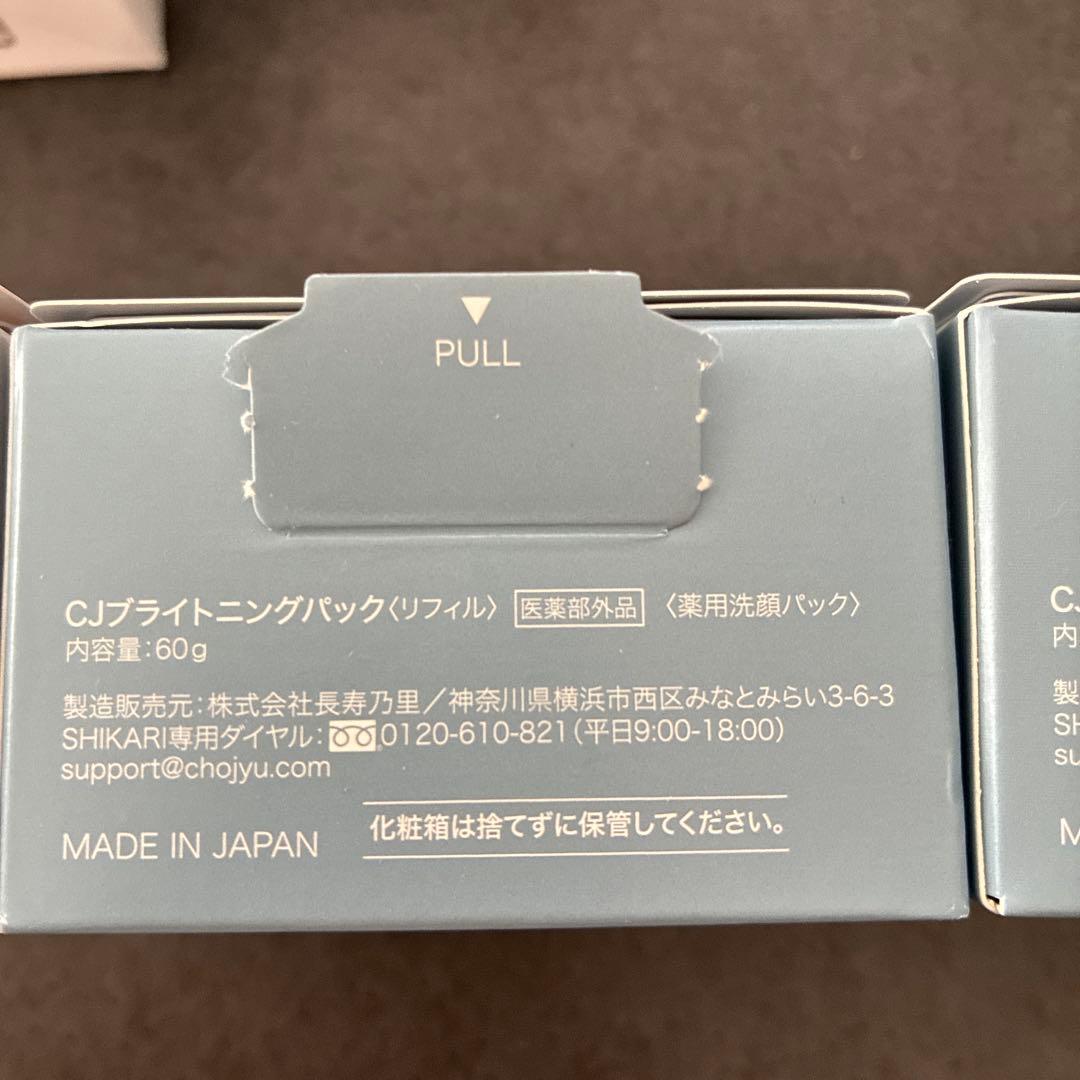 PULL
CJブライトニングパック〈リフィル〉 医薬部外品 〈薬用洗顔パック〉
内容量:60g
製造販売元:株式会社長寿乃里/神奈川県横浜市西区みなとみらい3-6-3
SHIKARI専用ダイヤル:0120-610-821(平日9:00-18:00)
support@chojyu.com
化粧箱は捨てずに保管してください。
MADE IN JAPAN
CJ
内
製
SH
su
M